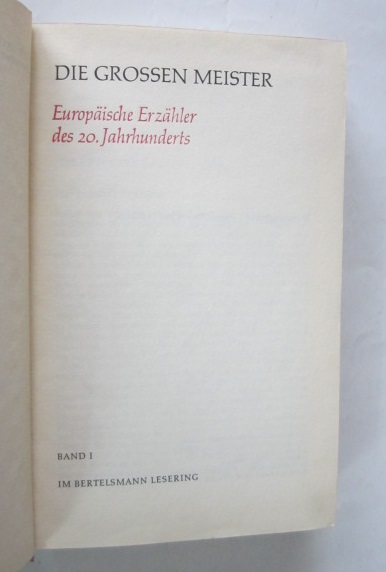 DIE GROSSEN MEISTER
Europäische Erzähler
des 20. Jahrhunderts
BAND I
IM BERTELSMANN LESERING